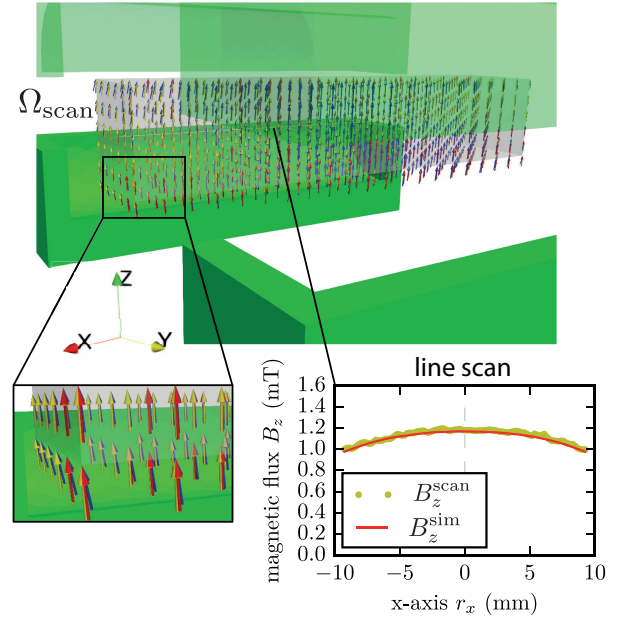 Ω_scan
Z
X
Y
line scan
magnetic flux B_z (mT)
1.6
1.4
1.2
1.0
0.8
0.6
0.4
0.2
0.0
B_z^scan
B_z^sim
−10
−5
0
5
10
x-axis r_x (mm)